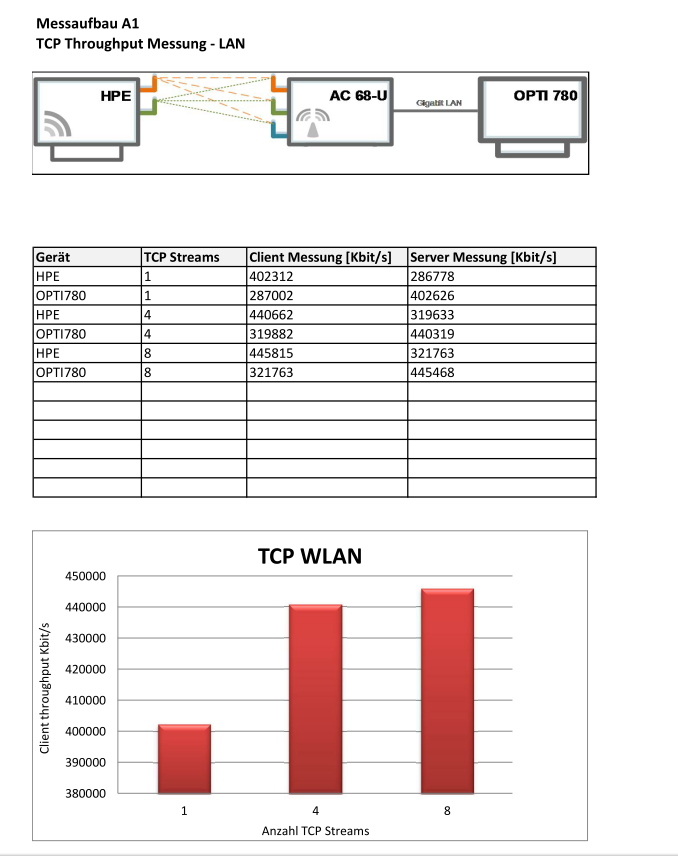 Messaufbau A1
TCP Throughput Messung - LAN
HPE
AC 68-U
Gigabit LAN
OPTI 780
Gerät TCP Streams Client Messung [Kbit/s] Server Messung [Kbit/s]
HPE 1 402312 286778
OPTI780 1 287002 402626
HPE 4 440662 319633
OPTI780 4 319882 440319
HPE 8 445815 321763
OPTI780 8 321763 445468
TCP WLAN
Client throughput Kbit/s
450000
440000
430000
420000
410000
400000
390000
380000
1 4 8
Anzahl TCP Streams